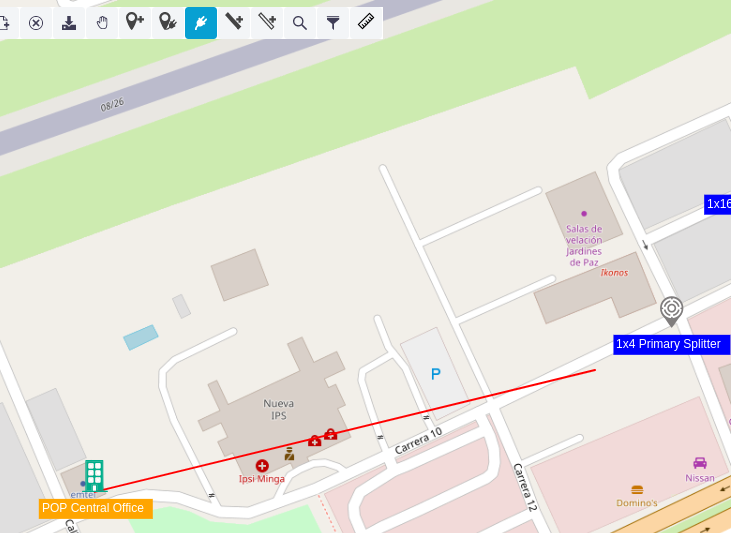 08/26
1x16
Salas de
velación
Jardines
de Paz
Ikonos
1x4 Primary Splitter
P
Nueva
IPS
Carrera 10
Ipsi Minga
Carrera 12
Nissan
Domino's
emtel
POP Central Office
Cal